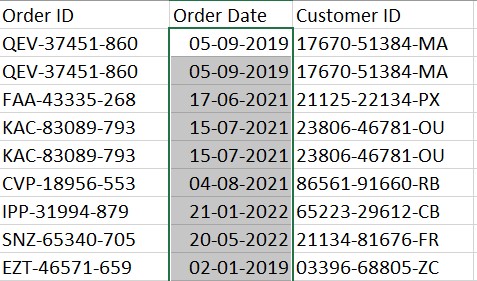 Order ID Order Date Customer ID
QEV-37451-860 05-09-2019 17670-51384-MA
QEV-37451-860 05-09-2019 17670-51384-MA
FAA-43335-268 17-06-2021 21125-22134-PX
KAC-83089-793 15-07-2021 23806-46781-OU
KAC-83089-793 15-07-2021 23806-46781-OU
CVP-18956-553 04-08-2021 86561-91660-RB
IPP-31994-879 21-01-2022 65223-29612-CB
SNZ-65340-705 20-05-2022 21134-81676-FR
EZT-46571-659 02-01-2019 03396-68805-ZC